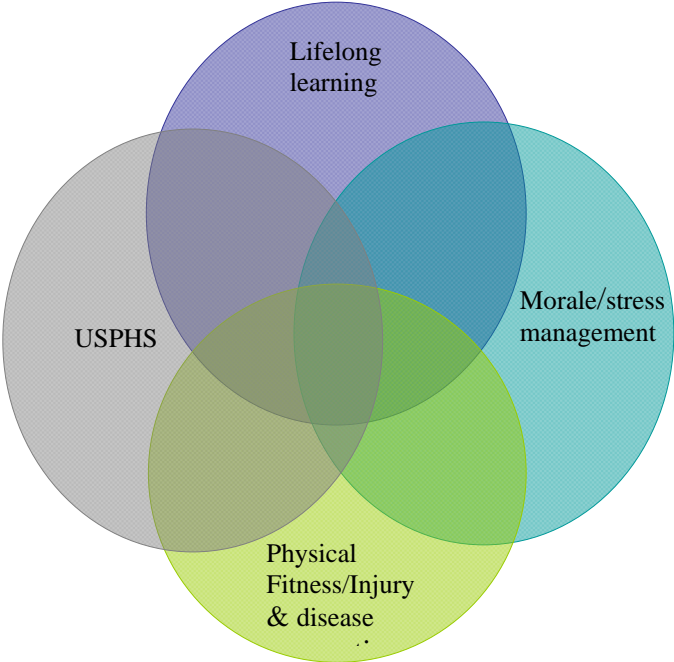 Lifelong
learning
Morale/stress
management
USPHS
Physical
Fitness/Injury
& disease